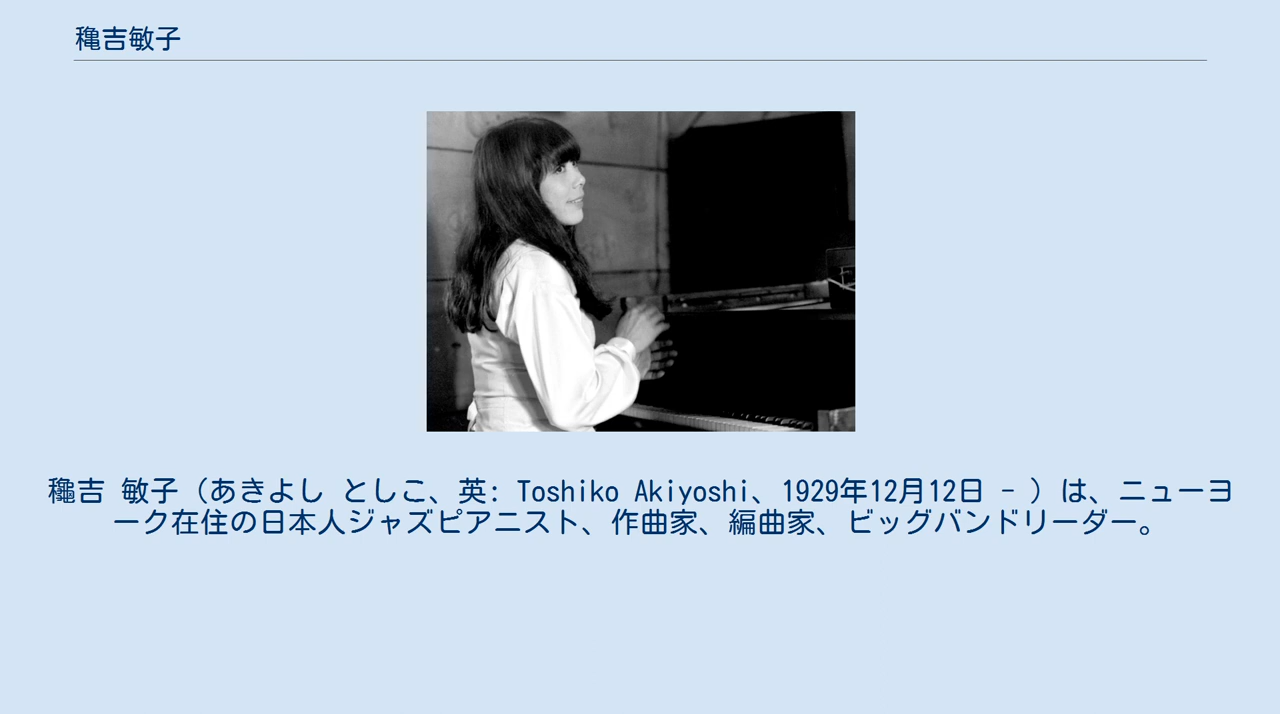 穐吉敏子
穐吉 敏子（あきよし としこ、英: Toshiko Akiyoshi、1929年12月12日 - ）は、ニューヨ
ーク在住の日本人ジャズピアニスト、作曲家、編曲家、ビッグバンドリーダー。